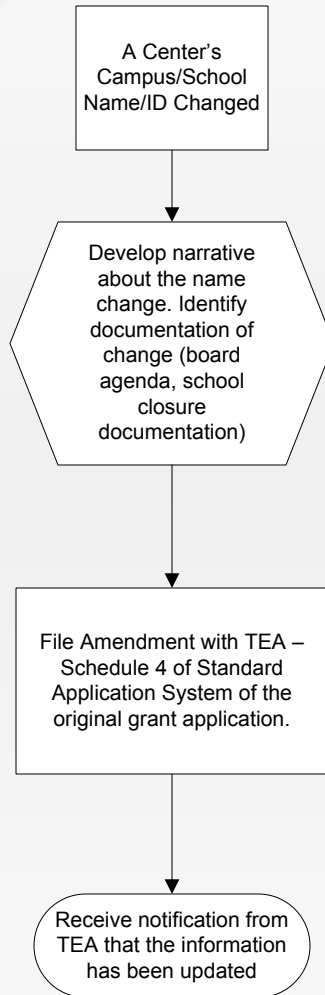 A Center’s
Campus/School
Name/ID Changed
Develop narrative
about the name
change. Identify
documentation of
change (board
agenda, school
closure
documentation)
File Amendment with TEA –
Schedule 4 of Standard
Application System of the
original grant application.
Receive notification from
TEA that the information
has been updated